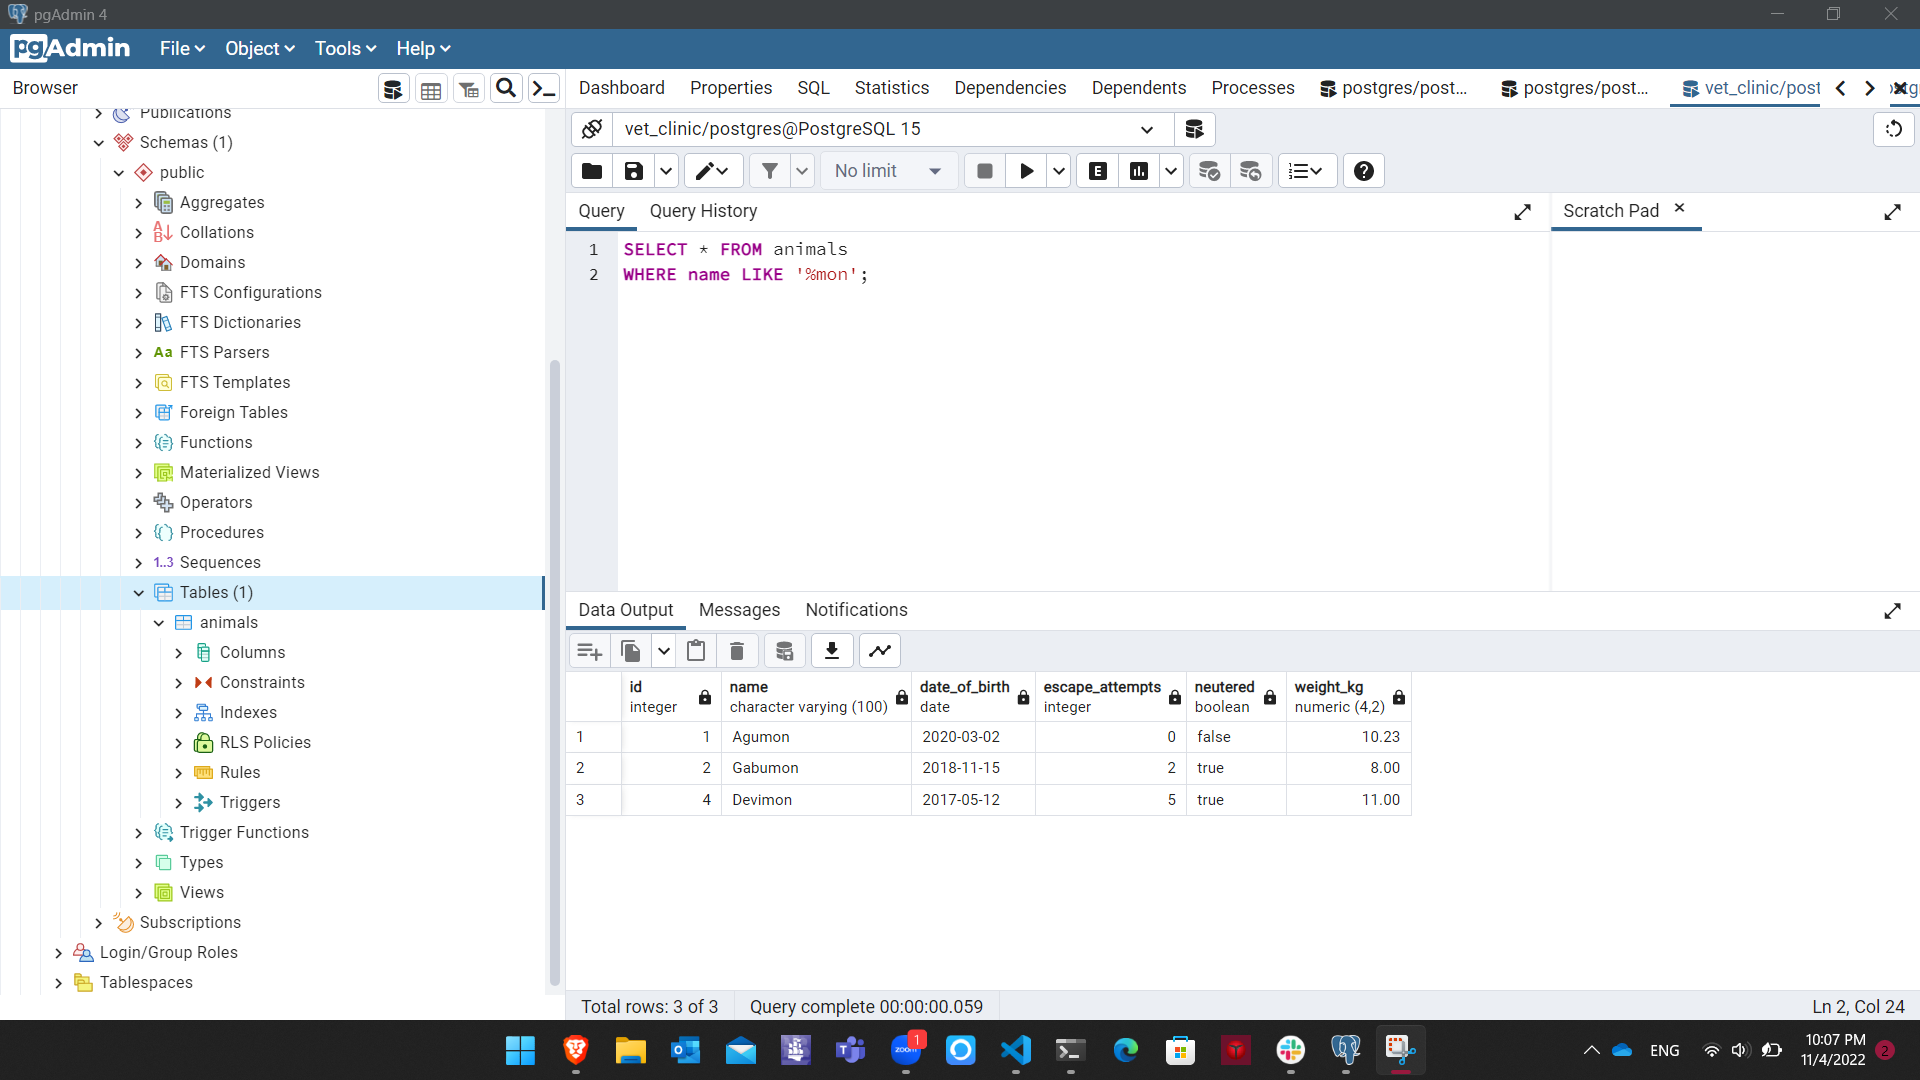 pgAdmin 4
pgAdmin File Object Tools Help
Browser
Dashboard Properties SQL Statistics Dependencies Dependents Processes postgres/post... postgres/post... vet_clinic/post
Publications
Schemas (1)
public
Aggregates
Collations
Domains
FTS Configurations
FTS Dictionaries
Aa FTS Parsers
FTS Templates
Foreign Tables
Functions
Materialized Views
Operators
Procedures
1..3 Sequences
Tables (1)
animals
Columns
Constraints
Indexes
RLS Policies
Rules
Triggers
Trigger Functions
Types
Views
Subscriptions
Login/Group Roles
Tablespaces
vet_clinic/postgres@PostgreSQL 15
No limit E
Query Query History
Scratch Pad
1 SELECT * FROM animals
2 WHERE name LIKE '%mon';
Data Output Messages Notifications
id name date_of_birth escape_attempts neutered weight_kg
integer character varying (100) date integer boolean numeric (4,2)
1 1 Agumon 2020-03-02 0 false 10.23
2 2 Gabumon 2018-11-15 2 true 8.00
3 4 Devimon 2017-05-12 5 true 11.00
Total rows: 3 of 3 Query complete 00:00:00.059 Ln 2, Col 24
zoom 1
ENG
10:07 PM
11/4/2022
2